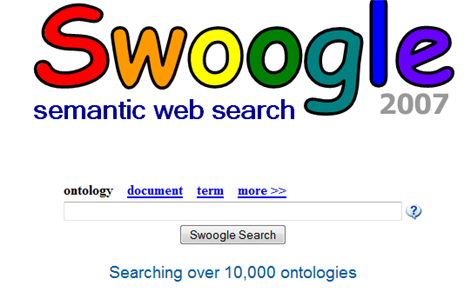 Swoogle
semantic web search 2007
ontology document term more >>
?
Swoogle Search
Searching over 10,000 ontologies